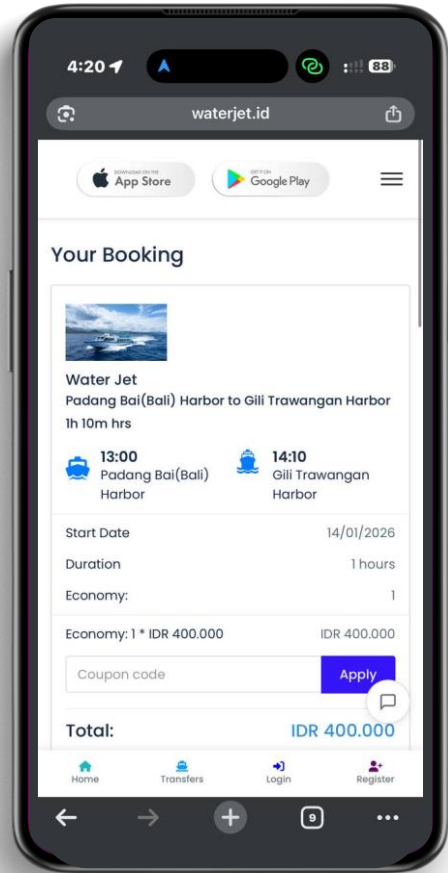 4:20
88
waterjet.id
DOWNLOAD ON THE
App Store
GET IT ON
Google Play
Your Booking
Water Jet
Padang Bai(Bali) Harbor to Gili Trawangan Harbor
1h 10m hrs
13:00
Padang Bai(Bali)
Harbor
14:10
Gili Trawangan
Harbor
Start Date 14/01/2026
Duration 1 hours
Economy: 1
Economy: 1 * IDR 400.000 IDR 400.000
Coupon code Apply
Total: IDR 400.000
Home Transfers Login Register
9